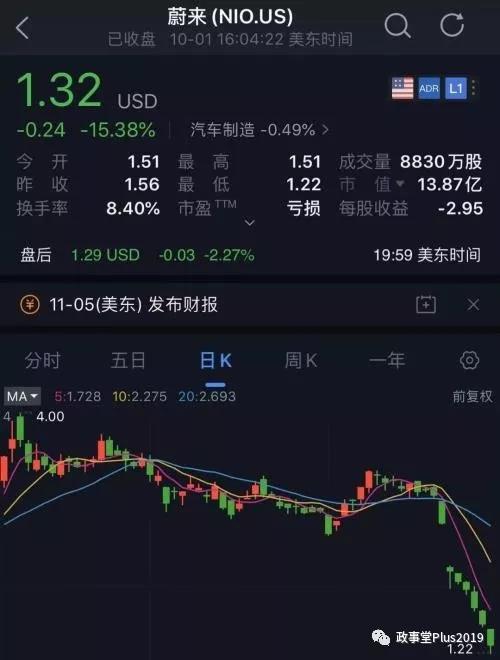 蔚来 (NIO.US)
已收盘 10-01 16:04:22 美东时间
1.32 USD
ADR L1
-0.24 -15.38% 汽车制造 -0.49% >
今开 1.51 最高 1.51 成交量 8830万股
昨收 1.56 最低 1.22 市值 13.87亿
换手率 8.40% 市盈TTM 亏损 每股收益 -2.95
盘后 1.29 USD -0.03 -2.27% 19:59 美东时间
11-05(美东) 发布财报
分时 五日 日K 周K 一年
MA 5:1.728 10:2.275 20:2.693 前复权
4 4.00
政事堂Plus2019
1.22